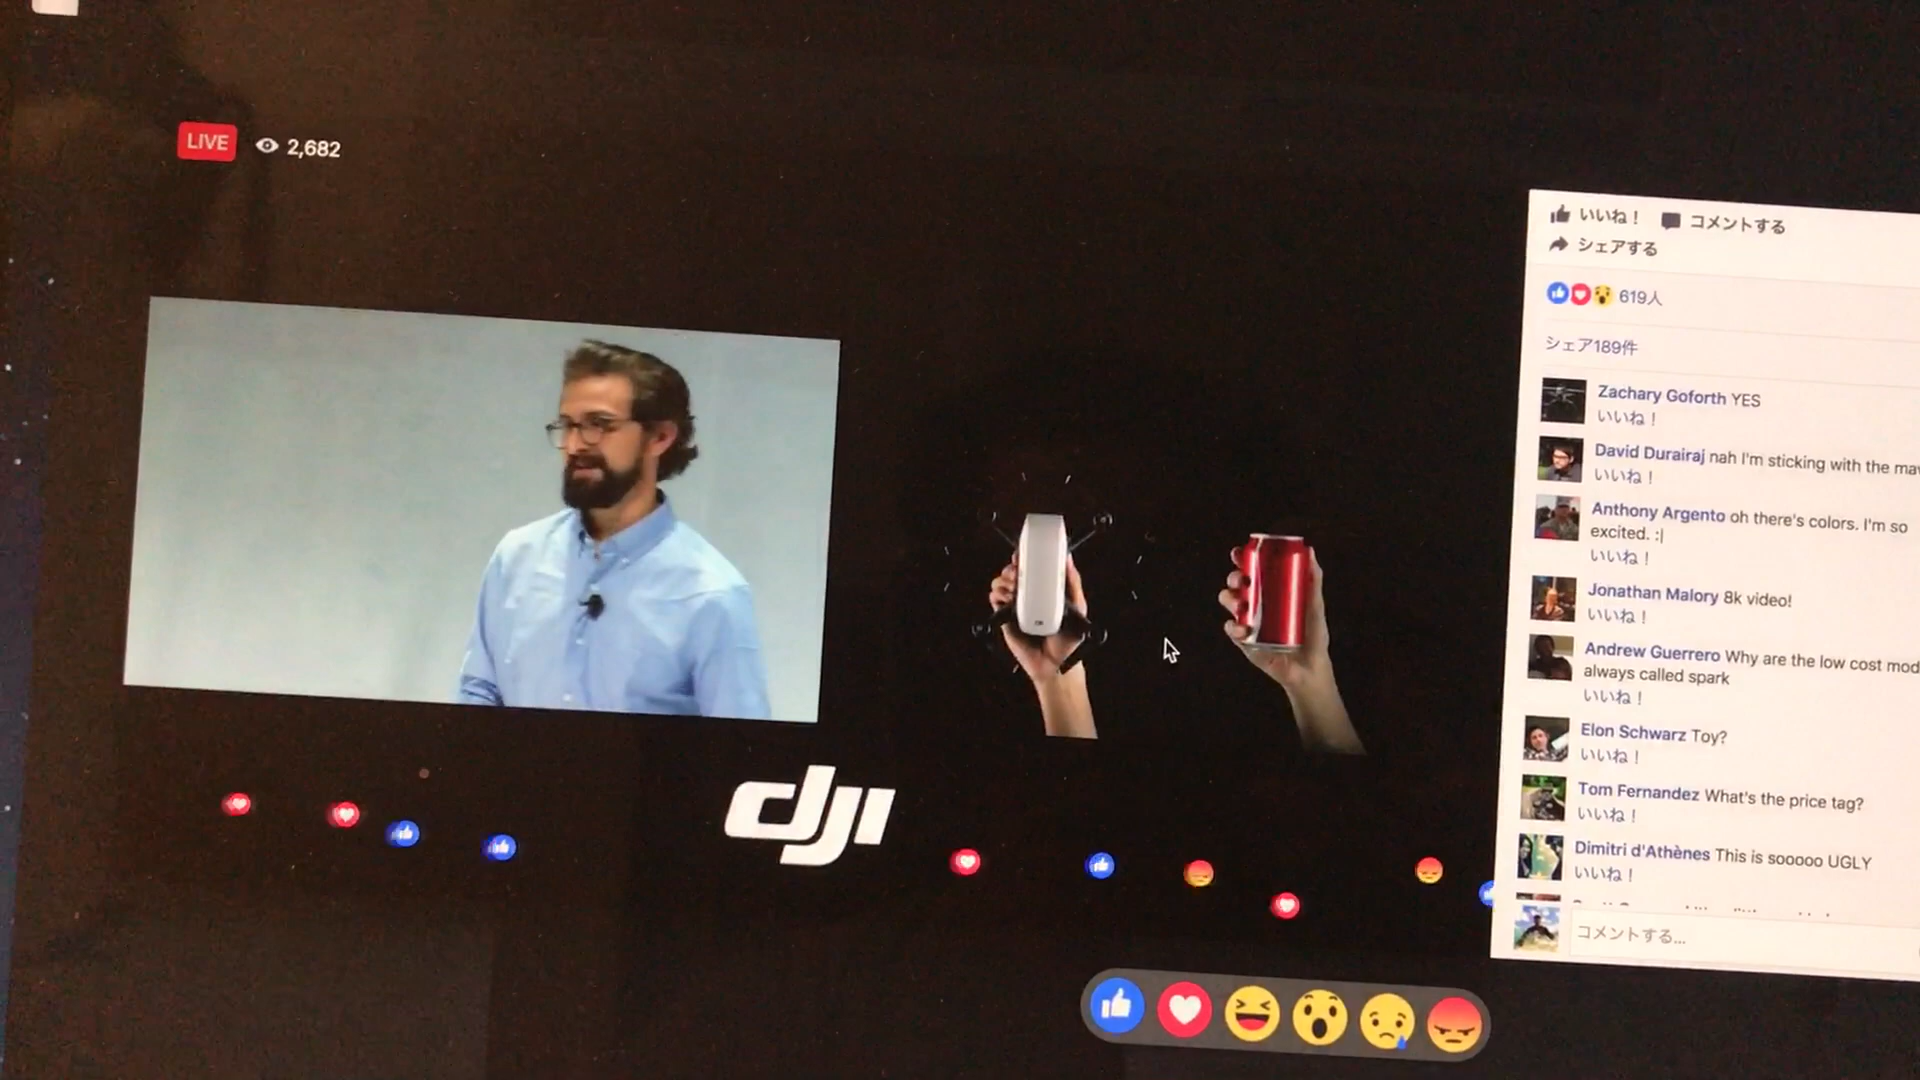 LIVE 2,682
いいね！ コメントする
シェアする
619人
シェア189件
Zachary Goforth YES
いいね！
David Durairaj nah I'm sticking with the
いいね！
Anthony Argento oh there's colors. I'm so
excited. :|
いいね！
Jonathan Malory 8k video!
いいね！
Andrew Guerrero Why are the low cost
always called spark
いいね！
Elon Schwarz Toy?
いいね！
Tom Fernandez What's the price tag?
いいね！
Dimitri d'Athènes This is sooooo UGLY
いいね！
コメントする...
dji